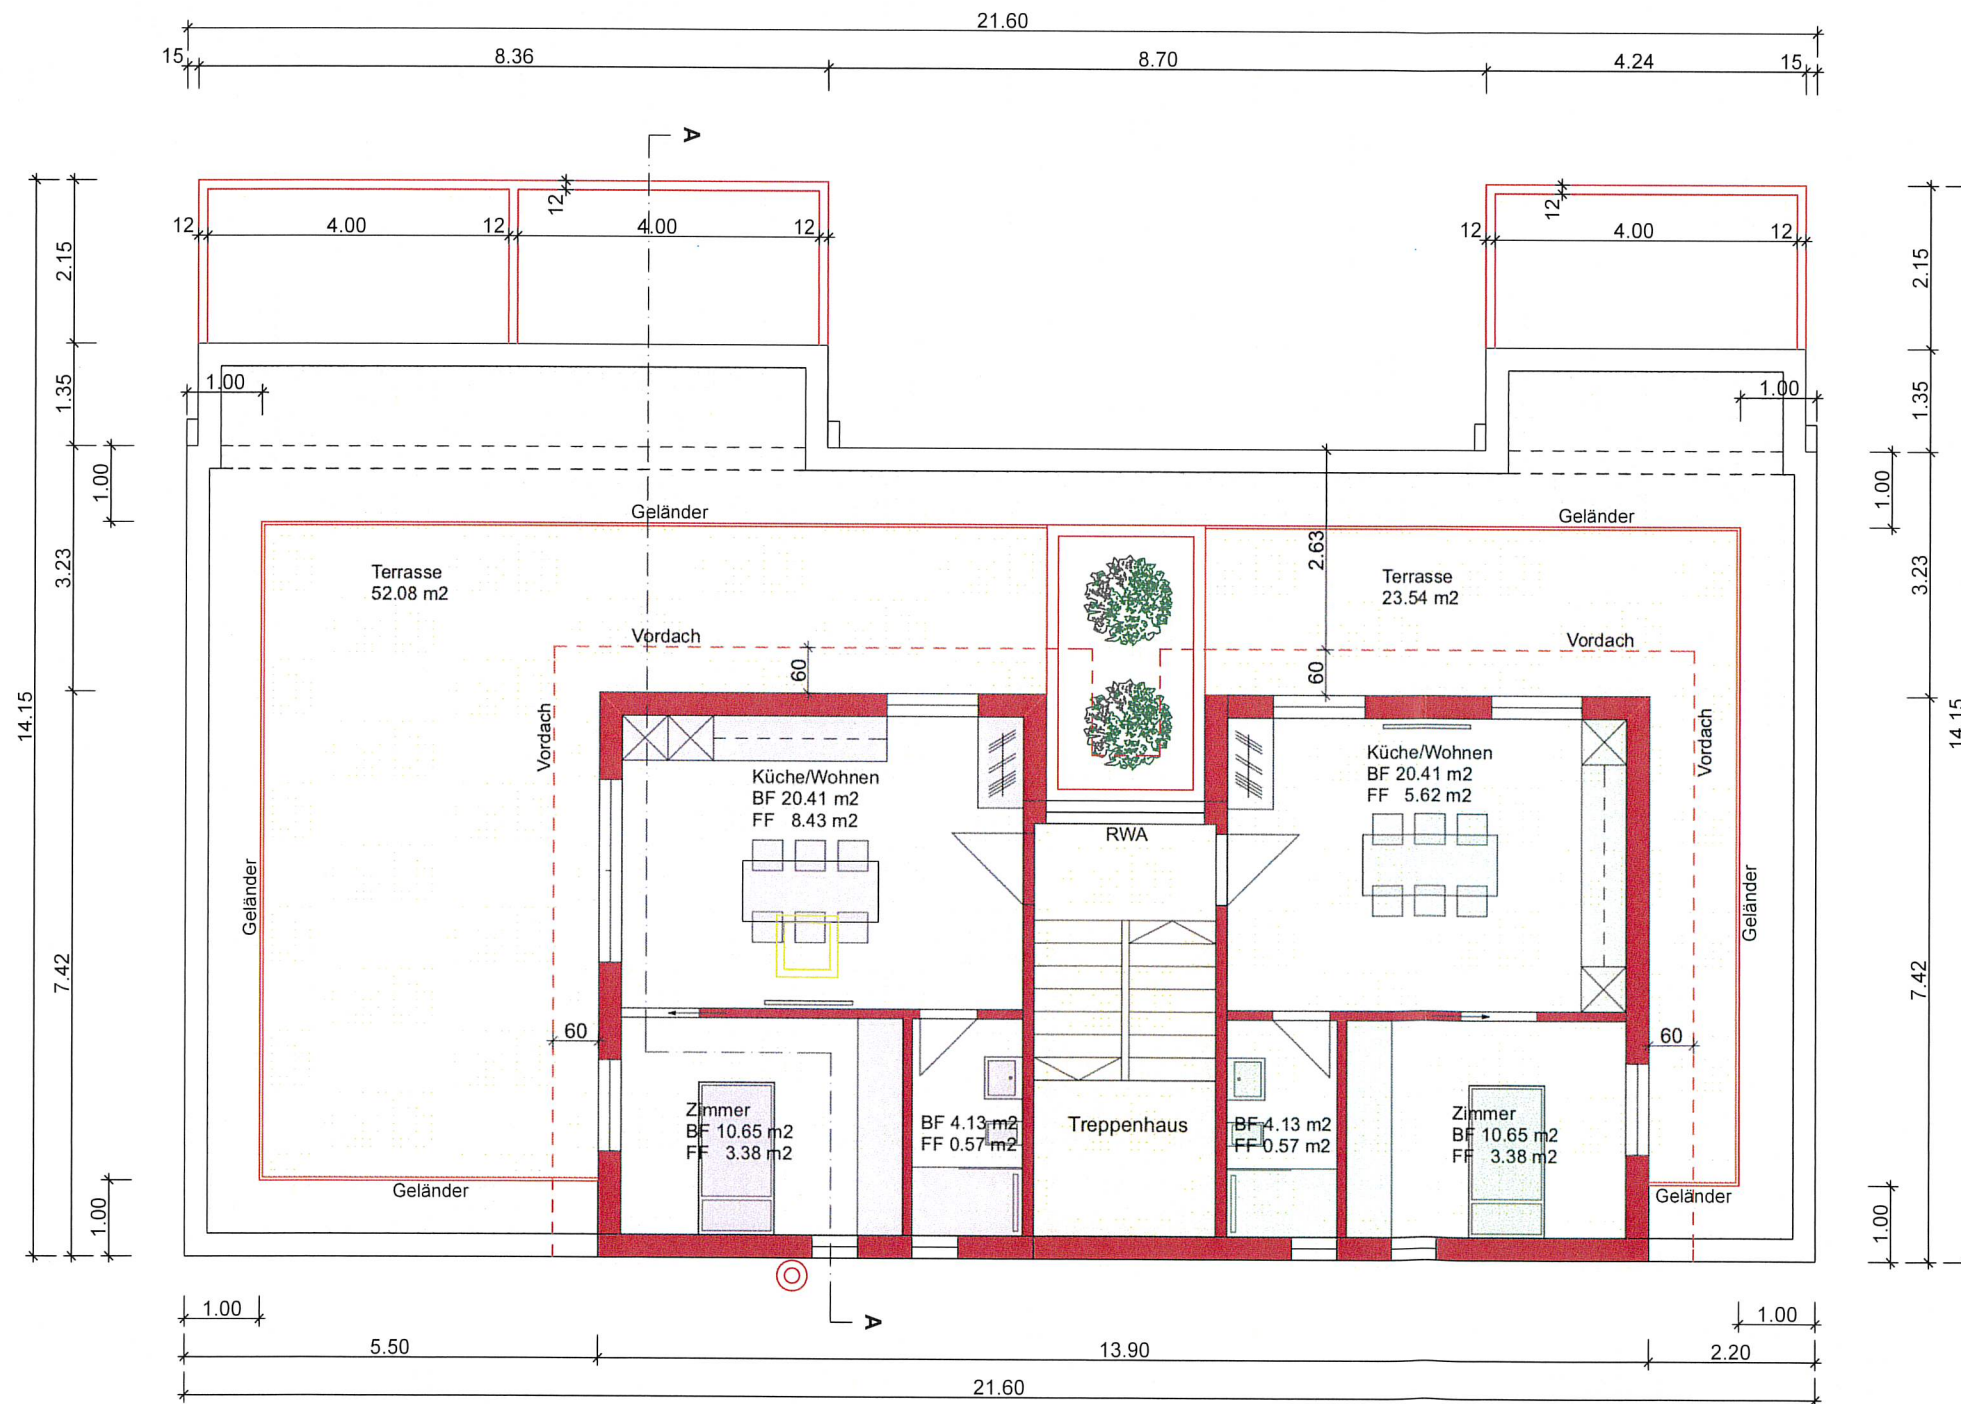 21.60
15 8.36 8.70 4.24 15
A
12 12
12 4.00 12 4.00 12 12 4.00 12
2.15 2.15
1.35 1.35
1.00 1.00
1.00 1.00
Geländer Geländer
3.23 2.63 3.23
Terrasse
52.08 m2
Terrasse
23.54 m2
Vordach Vordach
60 60
14.15 14.15
Vordach Vordach
Küche/Wohnen
BF 20.41 m2
FF 8.43 m2
Küche/Wohnen
BF 20.41 m2
FF 5.62 m2
RWA
Geländer Geländer
7.42 7.42
60 60
Zimmer
BF 10.65 m2
FF 3.38 m2
BF 4.13 m2
FF 0.57 m2
Treppenhaus
BF 4.13 m2
FF 0.57 m2
Zimmer
BF 10.65 m2
FF 3.38 m2
Geländer Geländer
1.00 1.00
1.00 A 1.00
5.50 13.90 2.20
21.60